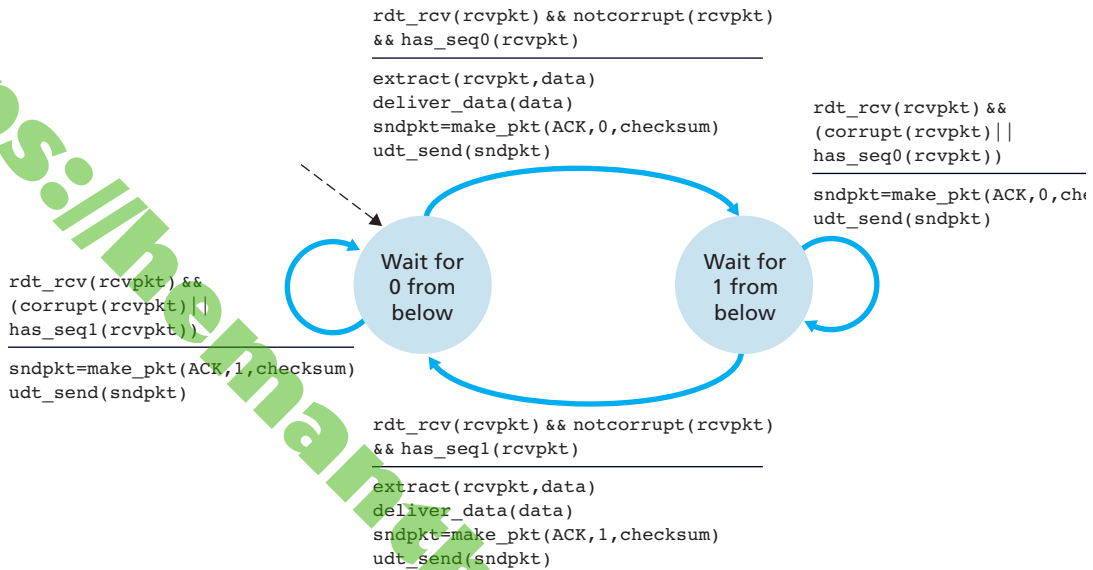 rdt_rcv(rcvpkt) && notcorrupt(rcvpkt)
&& has_seq0(rcvpkt)
extract(rcvpkt,data)
deliver_data(data)
sndpkt=make_pkt(ACK,0,checksum)
udt_send(sndpkt)
rdt_rcv(rcvpkt) &&
(corrupt(rcvpkt)||
has_seq0(rcvpkt))
sndpkt=make_pkt(ACK,0,che
udt_send(sndpkt)
Wait for
0 from
below
Wait for
1 from
below
rdt_rcv(rcvpkt) &&
(corrupt(rcvpkt)||
has_seq1(rcvpkt))
sndpkt=make_pkt(ACK,1,checksum)
udt_send(sndpkt)
rdt_rcv(rcvpkt) && notcorrupt(rcvpkt)
&& has_seq1(rcvpkt)
extract(rcvpkt,data)
deliver_data(data)
sndpkt=make_pkt(ACK,1,checksum)
udt_send(sndpkt)
ps://hemanth